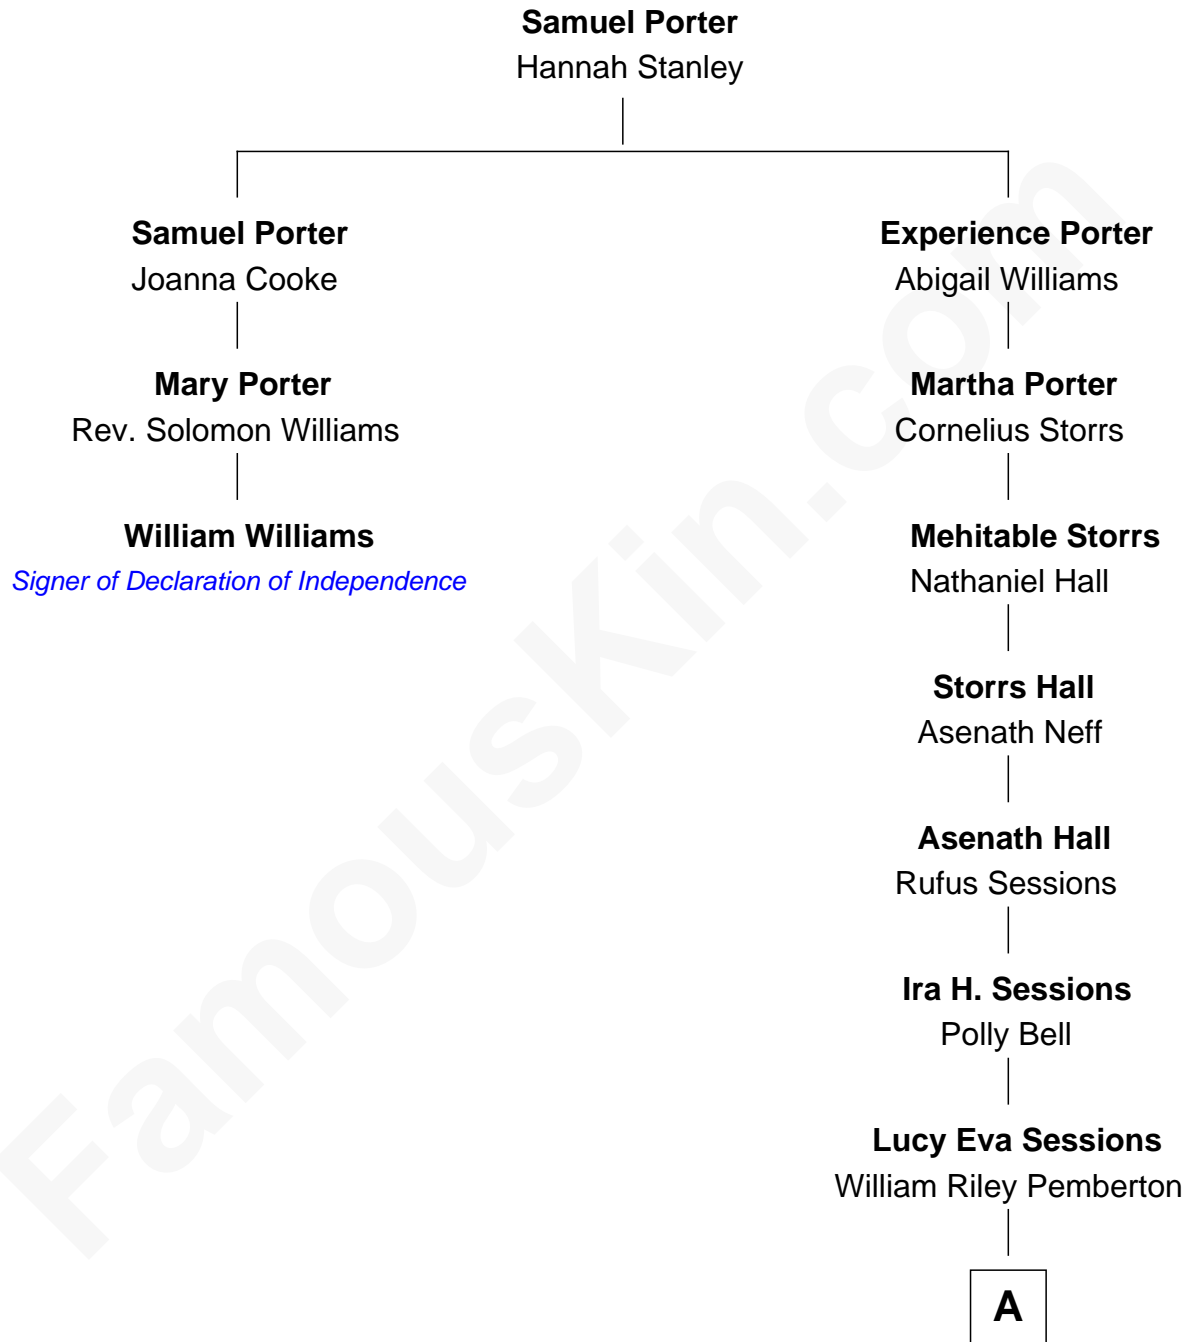 Samuel Porter
Hannah Stanley
Samuel Porter
Joanna Cooke
Mary Porter
Rev. Solomon Williams
William Williams
Signer of Declaration of Independence
Experience Porter
Abigail Williams
Martha Porter
Cornelius Storrs
Mehitable Storrs
Nathaniel Hall
Storrs Hall
Asenath Neff
Asenath Hall
Rufus Sessions
Ira H. Sessions
Polly Bell
Lucy Eva Sessions
William Riley Pemberton
A
FamousKin.com